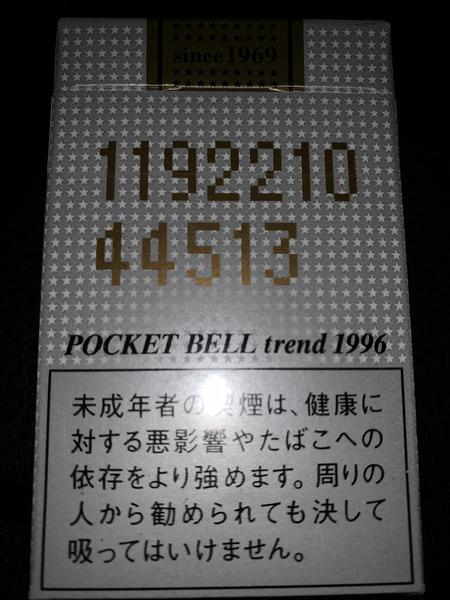 since 1969
1192210
44513
POCKET BELL trend 1996
未成年者の喫煙は、健康に
対する悪影響やたばこへの
依存をより強めます。周りの
人から勧められても決して
吸ってはいけません。